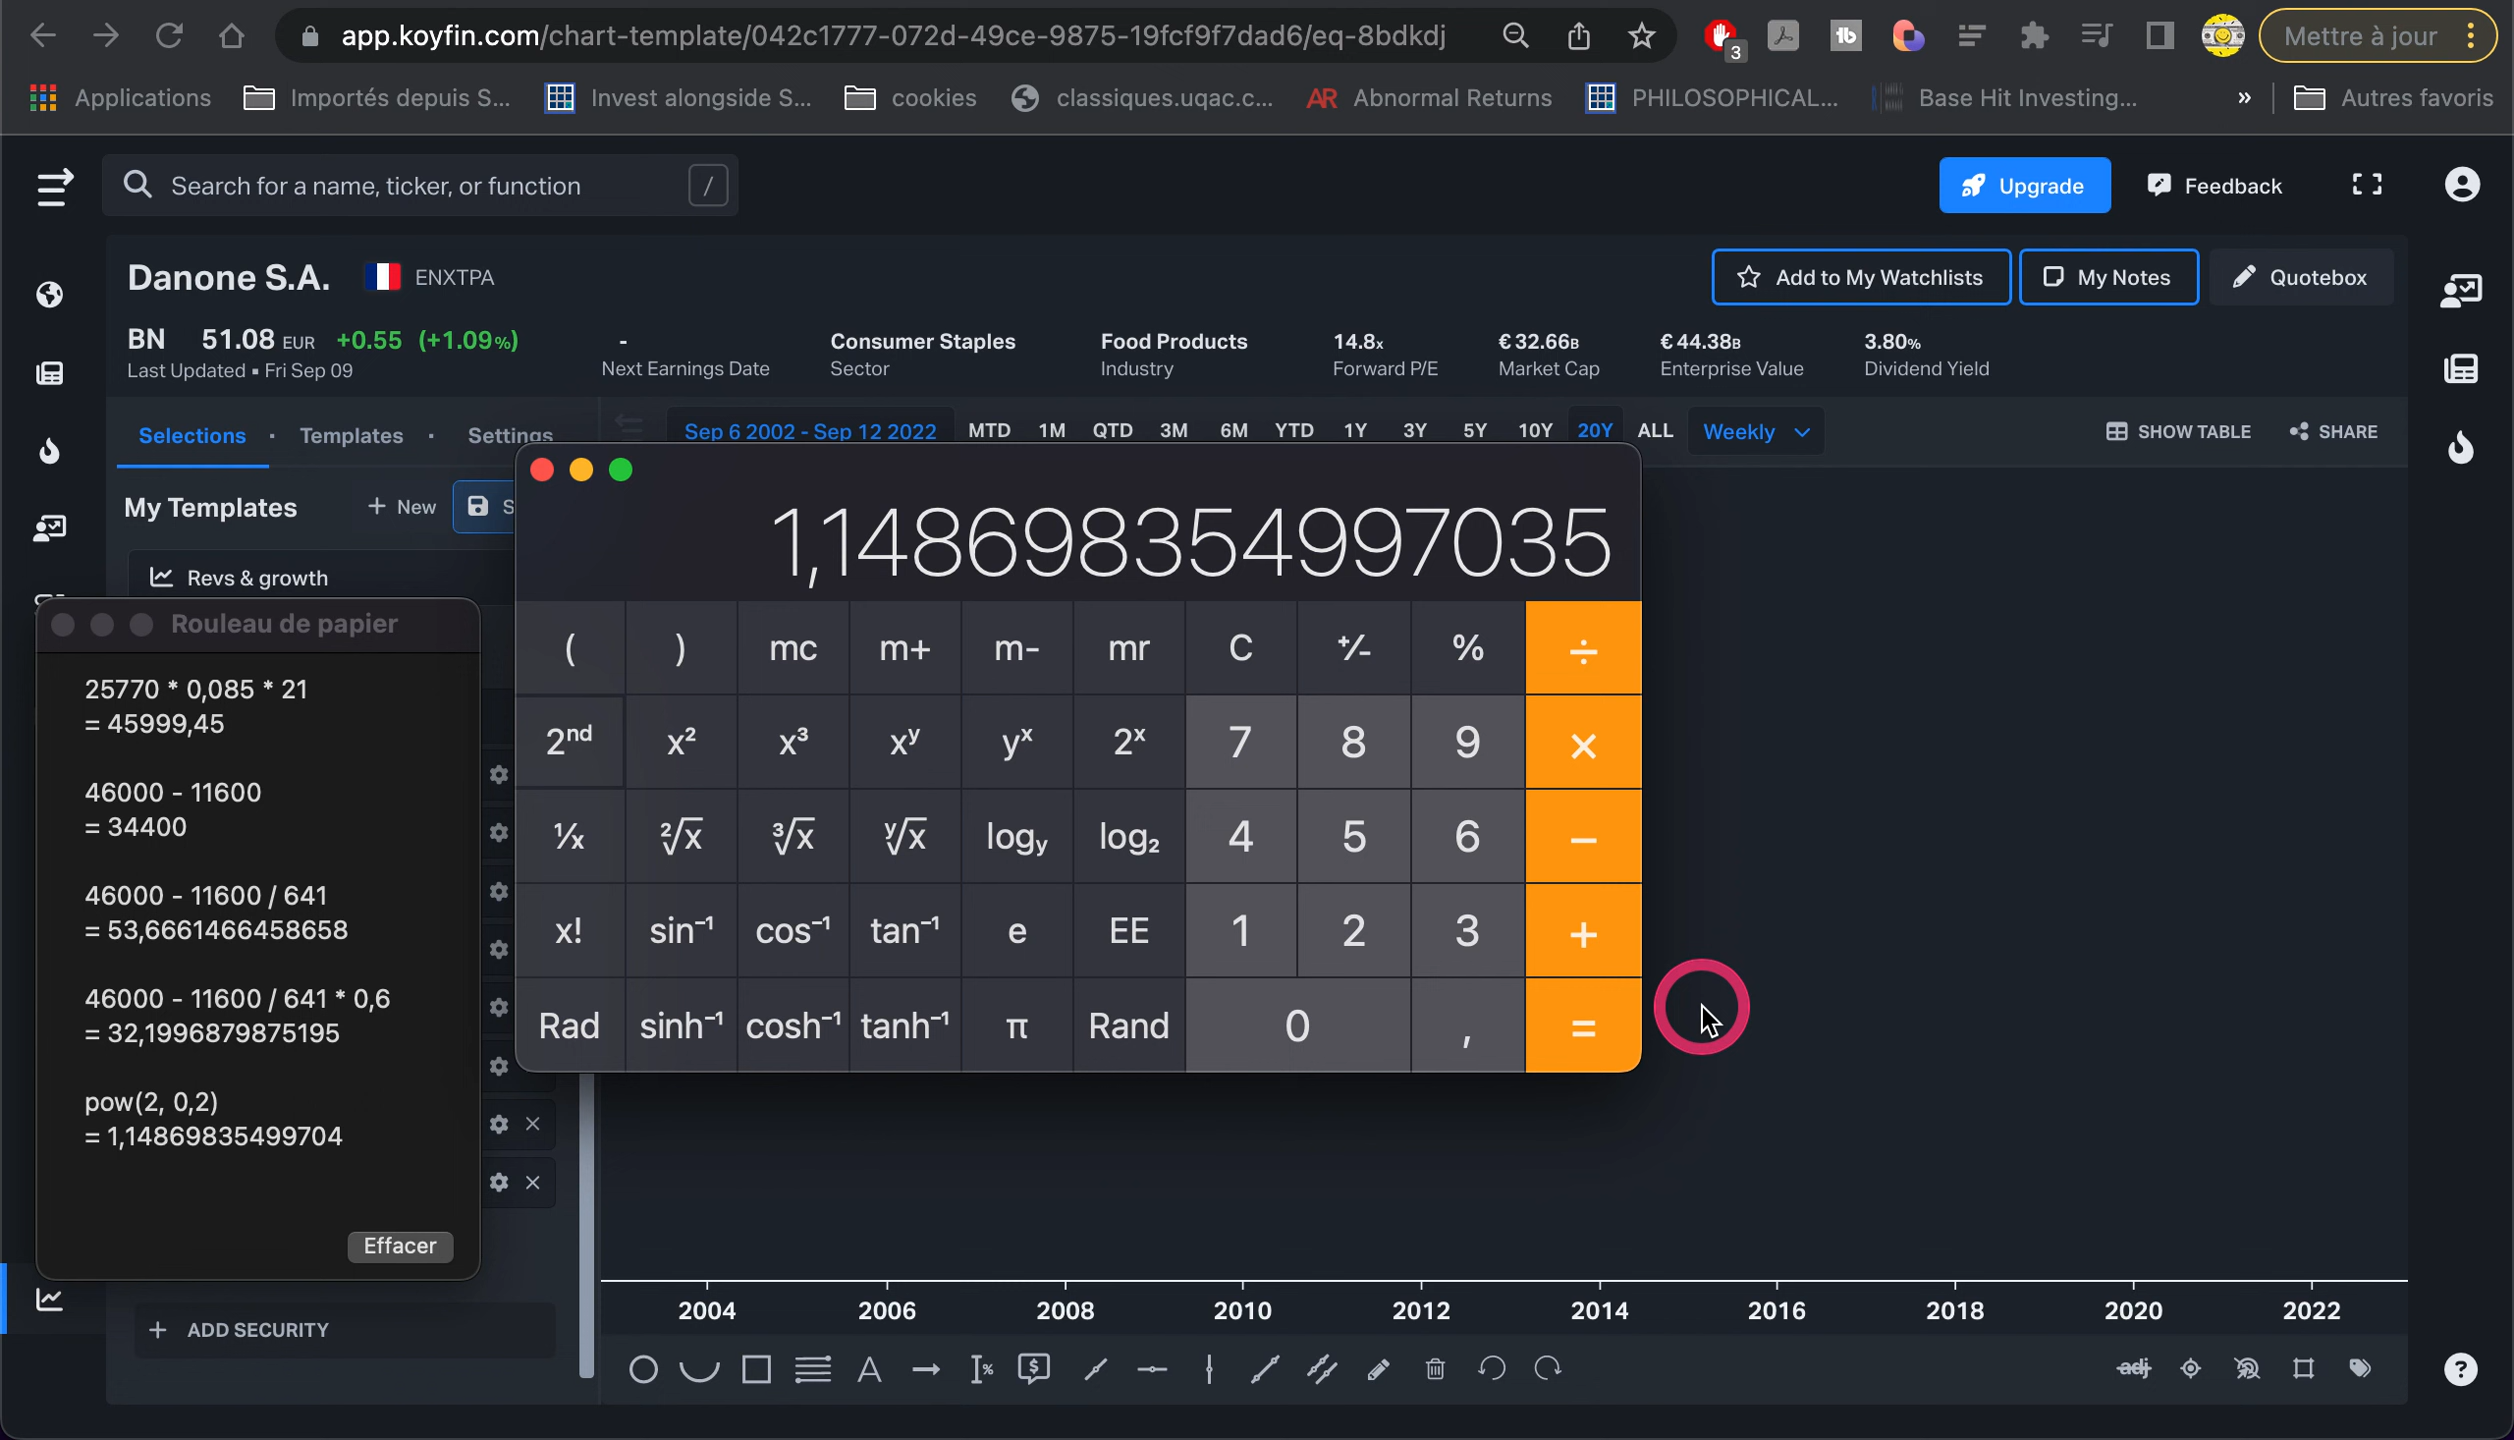 app.koyfin.com/chart-template/042c1777-072d-49ce-9875-19fcf9f7dad6/eq-8bdkdj
3
Mettre à jour
Applications
Importés depuis S...
Invest alongside S...
cookies
classiques.uqac.c...
AR Abnormal Returns
PHILOSOPHICAL...
Base Hit Investing...
»
Autres favoris
Search for a name, ticker, or function
/
Upgrade
Feedback
Danone S.A.
ENXTPA
Add to My Watchlists
My Notes
Quotebox
BN 51.08 EUR +0.55 (+1.09%)
Last Updated ▪ Fri Sep 09
-
Next Earnings Date
Consumer Staples
Sector
Food Products
Industry
14.8x
Forward P/E
€ 32.66B
Market Cap
€ 44.38B
Enterprise Value
3.80%
Dividend Yield
Selections · Templates · Settings
Sep 6 2002 - Sep 12 2022 MTD 1M QTD 3M 6M YTD 1Y 3Y 5Y 10Y 20Y ALL Weekly
SHOW TABLE
SHARE
My Templates
+ New
S
Revs & growth
1,148698354997035
( ) mc m+ m- mr C ⁺∕₋ % ÷
2ⁿᵈ x² x³ xʸ yˣ 2ˣ 7 8 9 ×
¹∕x ²√x ³√x ʸ√x logᵧ log₂ 4 5 6 −
x! sin⁻¹ cos⁻¹ tan⁻¹ e EE 1 2 3 +
Rad sinh⁻¹ cosh⁻¹ tanh⁻¹ π Rand 0 , =
Rouleau de papier
25770 * 0,085 * 21
= 45999,45
46000 - 11600
= 34400
46000 - 11600 / 641
= 53,6661466458658
46000 - 11600 / 641 * 0,6
= 32,1996879875195
pow(2, 0,2)
= 1,14869835499704
Effacer
+ ADD SECURITY
2004 2006 2008 2010 2012 2014 2016 2018 2020 2022
A
%
$
adj
?